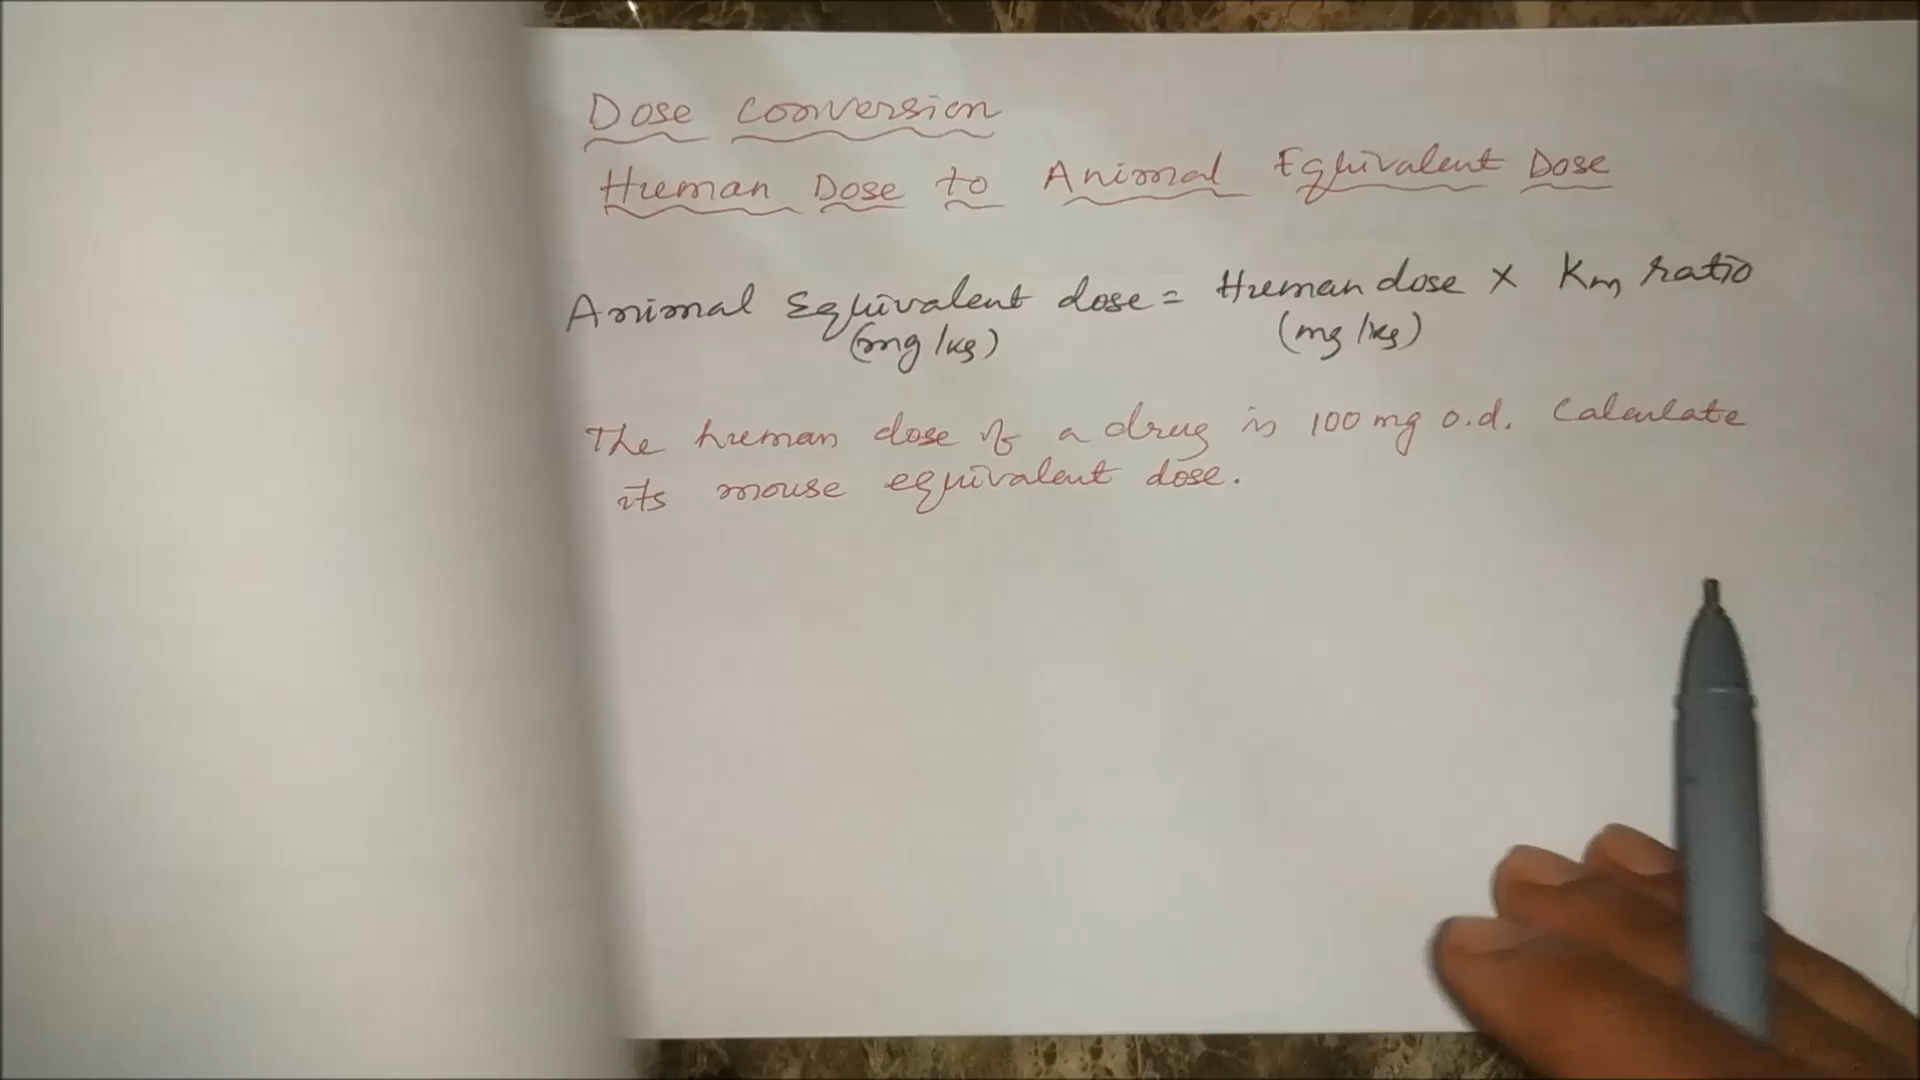 Dose Conversion
Human Dose to Animal Equivalent Dose
Animal Equivalent dose = Human dose X Km ratio
(mg/kg) (mg/kg)
The human dose of a drug is 100 mg o.d. Calculate
its mouse equivalent dose.